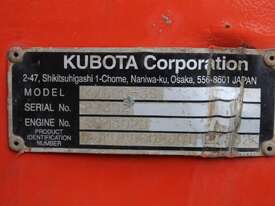 KUBOTA Corporation
2-47, Shikitsuhigashi 1-Chome, Naniwa-ku, Osaka, 556-8601 JAPAN
MODEL
SERIAL NO.
ENGINE NO.
PRODUCT
IDENTIFICATION
NUMBER